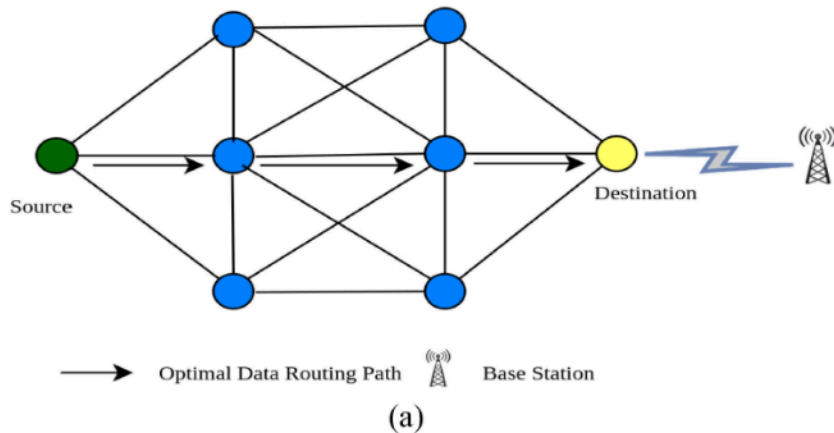 Source
Destination
Optimal Data Routing Path
Base Station
(a)